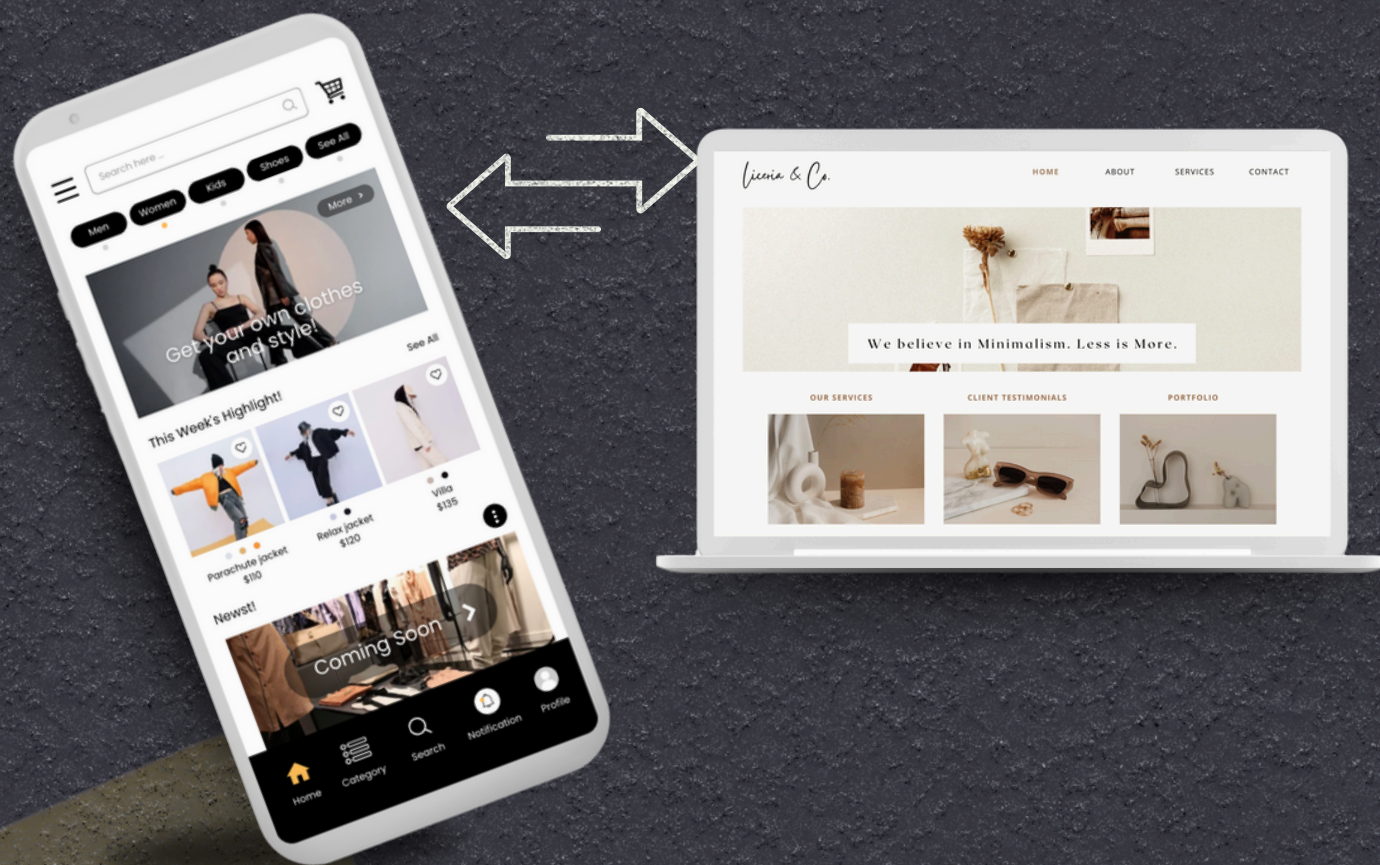 Search here ...
Men
Women
Kids
Shoes
See All
More >
Get your own clothes
and style!
This Week's Highlight!
See All
Parachute jacket
$110
Relax jacket
$120
Villa
$135
Newst!
Coming Soon
Home
Category
Search
Notification
Profile
Liceria & Co.
HOME
ABOUT
SERVICES
CONTACT
We believe in Minimalism. Less is More.
OUR SERVICES
CLIENT TESTIMONIALS
PORTFOLIO